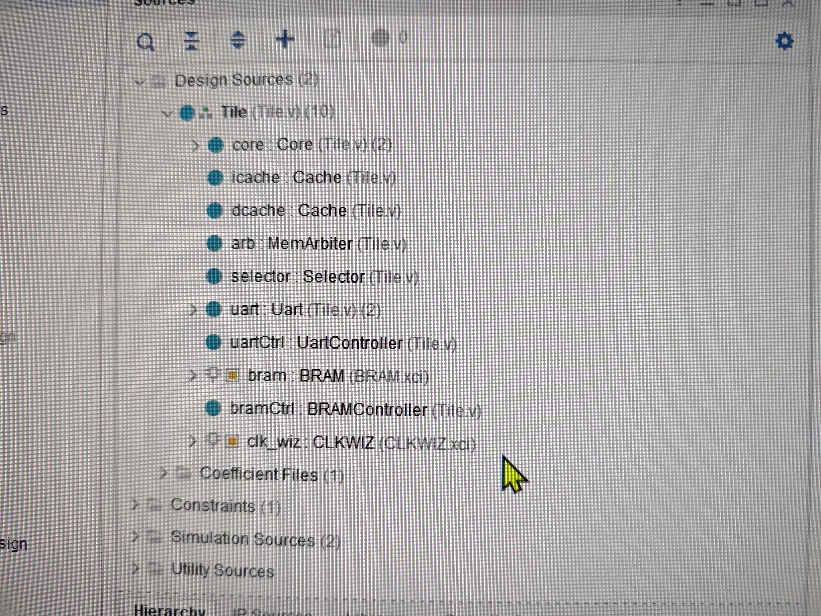 Sources
0
Design Sources (2)
Tile (Tile.v) (10)
core : Core (Tile.v) (2)
icache : Cache (Tile.v)
dcache : Cache (Tile.v)
arb : MemArbiter (Tile.v)
selector : Selector (Tile.v)
uart : Uart (Tile.v) (2)
uartCtrl : UartController (Tile.v)
bram : BRAM (BRAM.xci)
bramCtrl : BRAMController (Tile.v)
clk_wiz : CLKWIZ (CLKWIZ.xci)
Coefficient Files (1)
Constraints (1)
Simulation Sources (2)
Utility Sources
Hierarchy IP Sources
s
gn
sign